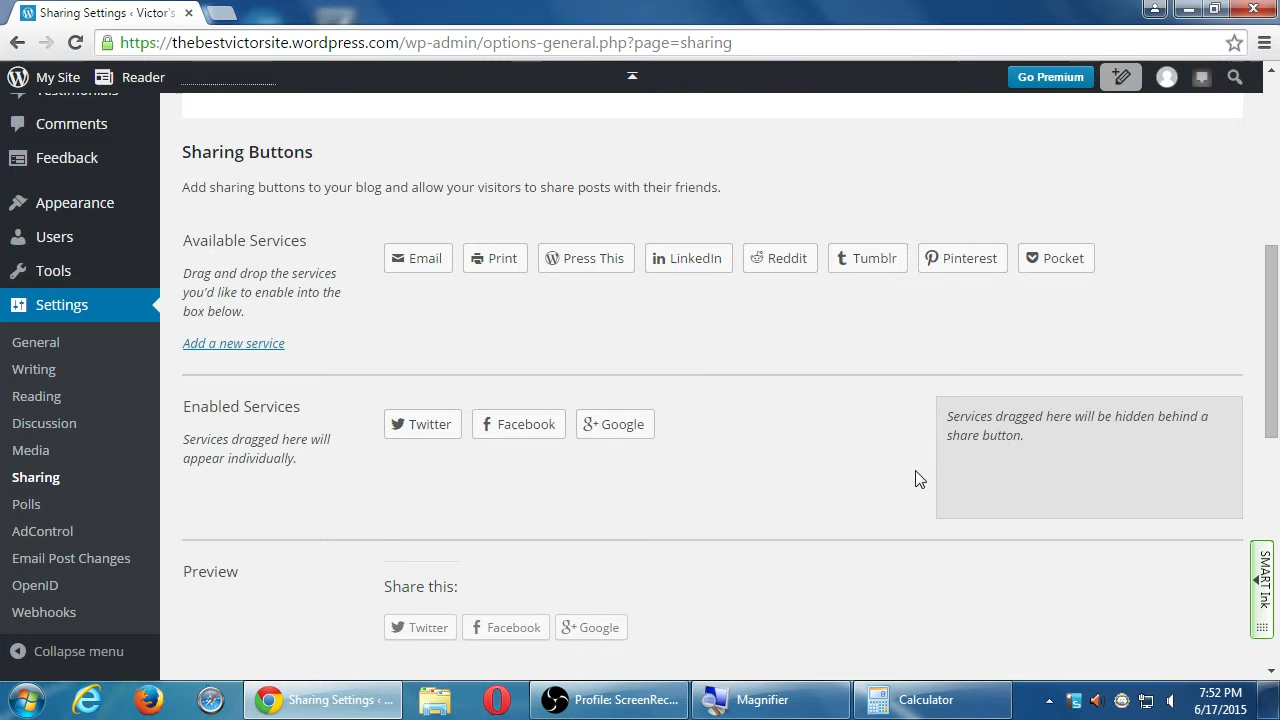 Sharing Settings ‹ Victor's
https://thebestvictorsite.wordpress.com/wp-admin/options-general.php?page=sharing
My Site
Reader
Go Premium
Testimonials
Comments
Feedback
Appearance
Users
Tools
Settings
General
Writing
Reading
Discussion
Media
Sharing
Polls
AdControl
Email Post Changes
OpenID
Webhooks
Collapse menu
Sharing Buttons
Add sharing buttons to your blog and allow your visitors to share posts with their friends.
Available Services
Drag and drop the services
you'd like to enable into the
box below.
Add a new service
Email Print Press This LinkedIn Reddit Tumblr Pinterest Pocket
Enabled Services
Services dragged here will
appear individually.
Twitter Facebook Google
Services dragged here will be hidden behind a
share button.
Preview
Share this:
Twitter Facebook Google
SMART Ink
Sharing Settings ‹ ...
Profile: ScreenRec...
Magnifier
Calculator
7:52 PM
6/17/2015